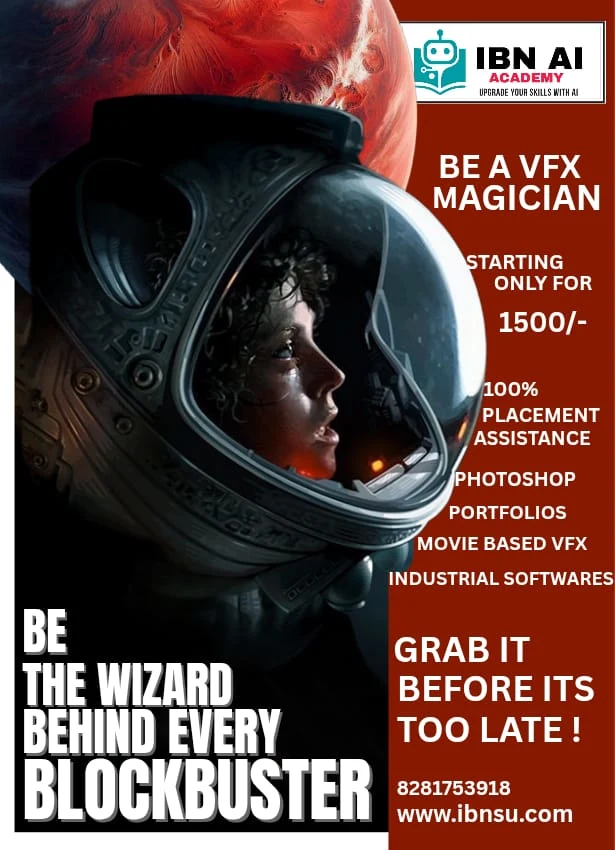 IBN AI
ACADEMY
UPGRADE YOUR SKILLS WITH AI
BE A VFX
MAGICIAN
STARTING
ONLY FOR
1500/-
100%
PLACEMENT
ASSISTANCE
PHOTOSHOP
PORTFOLIOS
MOVIE BASED VFX
INDUSTRIAL SOFTWARES
BE
THE WIZARD
BEHIND EVERY
BLOCKBUSTER
GRAB IT
BEFORE ITS
TOO LATE !
8281753918
www.ibnsu.com